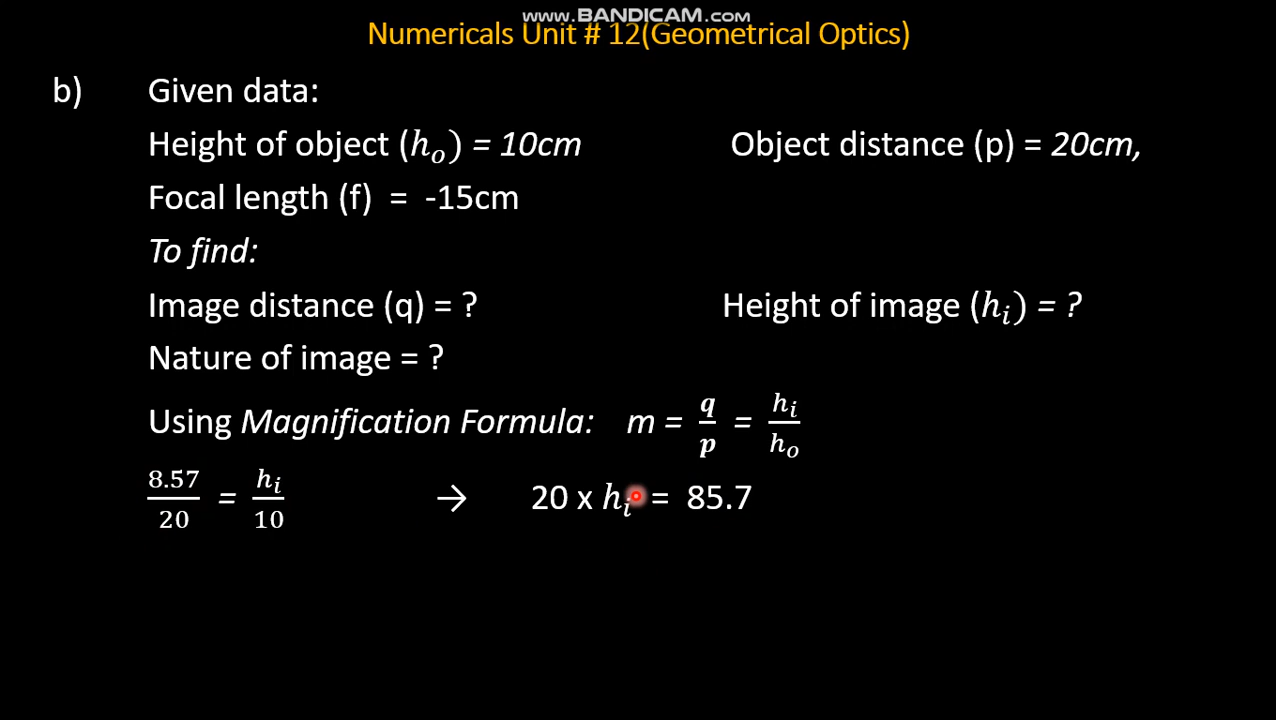 www.BANDICAM.com
Numericals Unit # 12(Geometrical Optics)
b) Given data:
Height of object (hₒ) = 10cm Object distance (p) = 20cm,
Focal length (f) = -15cm
To find:
Image distance (q) = ? Height of image (hᵢ) = ?
Nature of image = ?
Using Magnification Formula: m = q/p = hᵢ/hₒ
8.57/20 = hᵢ/10 → 20 x hᵢ = 85.7